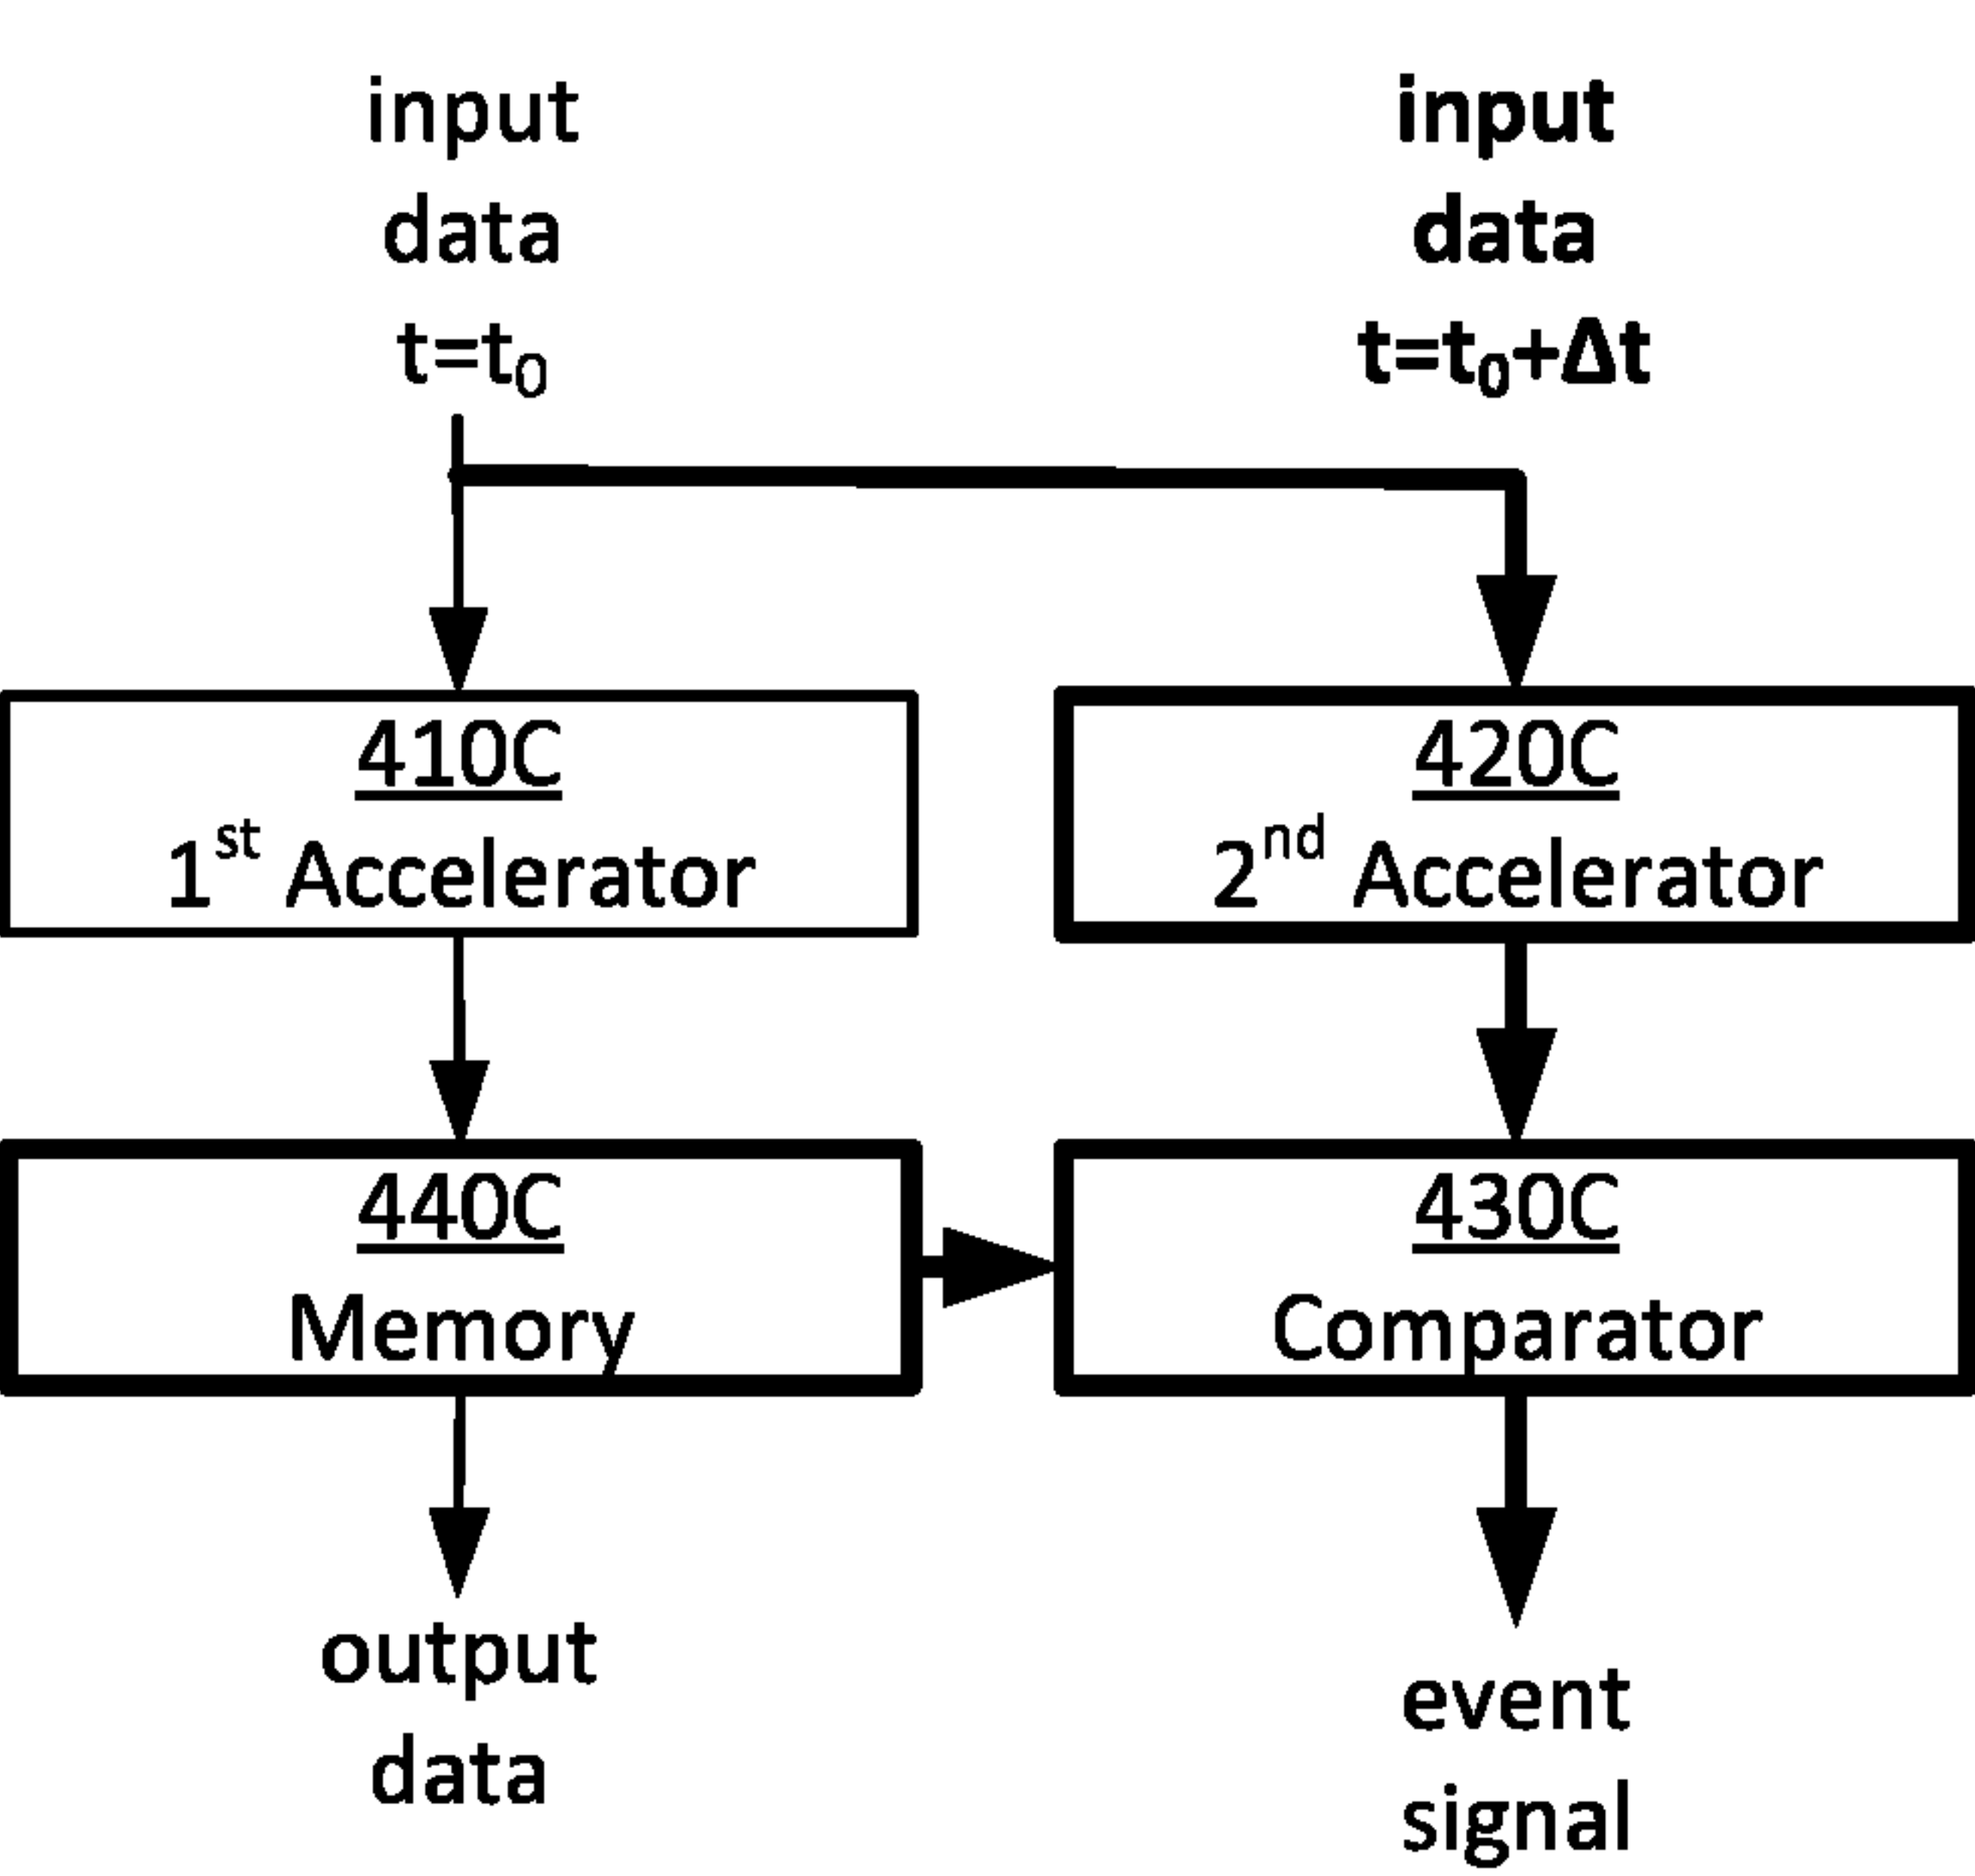 input
data
t=t₀
input
data
t=t₀+Δt
410C
1ˢᵗ Accelerator
420C
2ⁿᵈ Accelerator
440C
Memory
430C
Comparator
output
data
event
signal